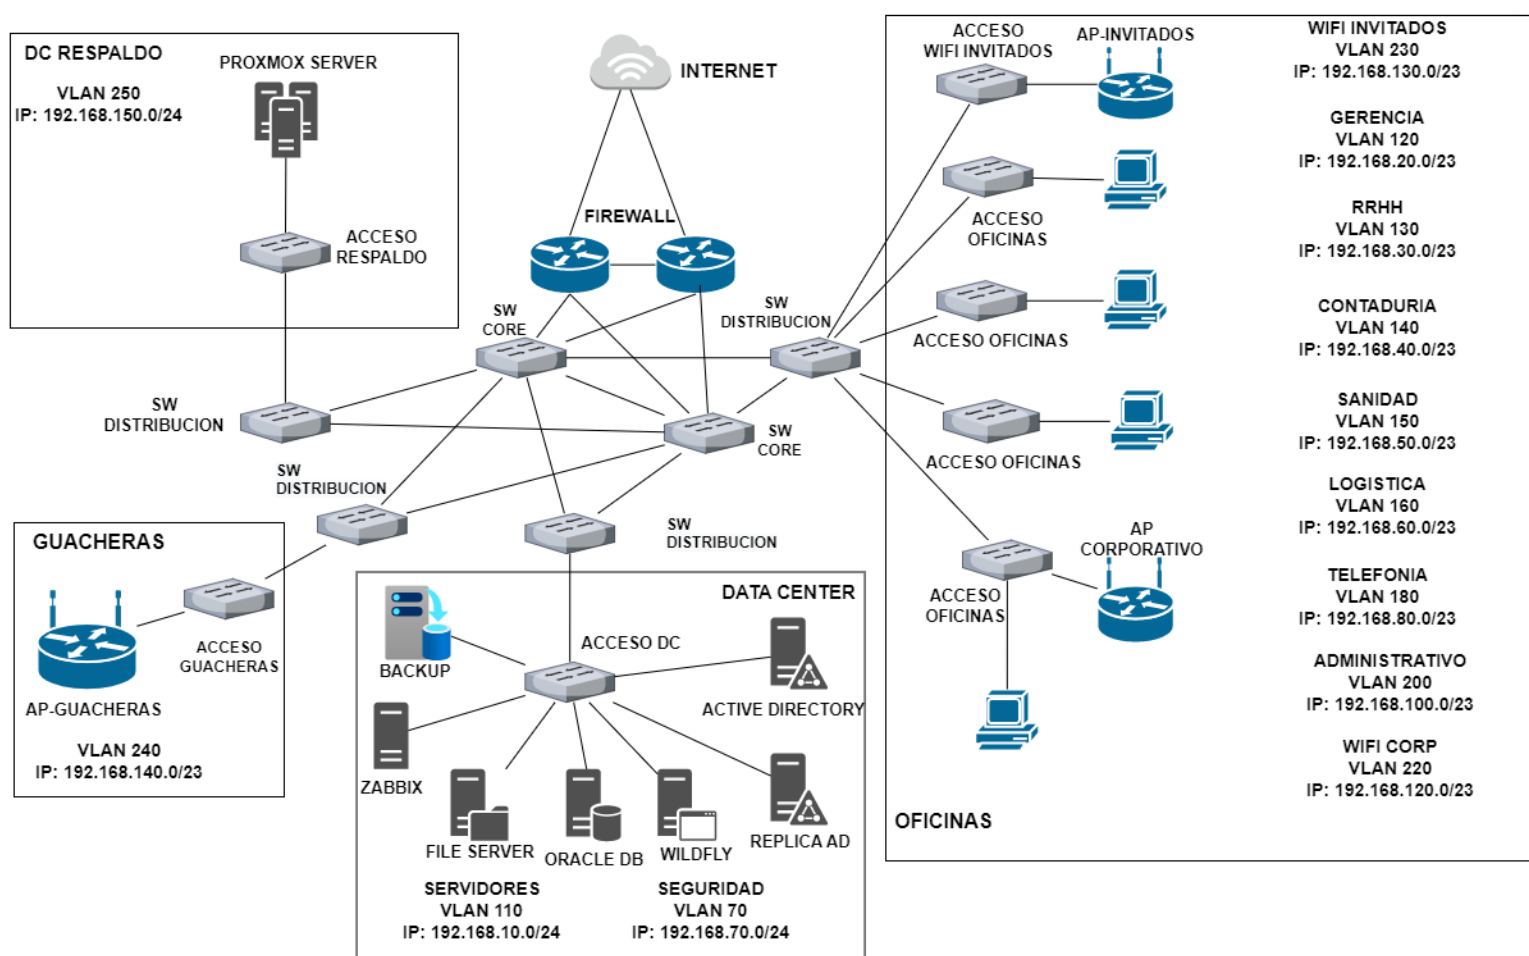 DC RESPALDO
PROXMOX SERVER
VLAN 250
IP: 192.168.150.0/24
ACCESO
RESPALDO
INTERNET
FIREWALL
SW
CORE
SW
DISTRIBUCION
SW
DISTRIBUCION
SW
CORE
SW
DISTRIBUCION
SW
DISTRIBUCION
GUACHERAS
ACCESO
GUACHERAS
AP-GUACHERAS
VLAN 240
IP: 192.168.140.0/23
DATA CENTER
BACKUP
ACCESO DC
ACTIVE DIRECTORY
ZABBIX
FILE SERVER
ORACLE DB
WILDFLY
REPLICA AD
SERVIDORES
VLAN 110
IP: 192.168.10.0/24
SEGURIDAD
VLAN 70
IP: 192.168.70.0/24
ACCESO
WIFI INVITADOS
AP-INVITADOS
ACCESO
OFICINAS
ACCESO OFICINAS
ACCESO OFICINAS
AP
CORPORATIVO
ACCESO
OFICINAS
OFICINAS
WIFI INVITADOS
VLAN 230
IP: 192.168.130.0/23
GERENCIA
VLAN 120
IP: 192.168.20.0/23
RRHH
VLAN 130
IP: 192.168.30.0/23
CONTADURIA
VLAN 140
IP: 192.168.40.0/23
SANIDAD
VLAN 150
IP: 192.168.50.0/23
LOGISTICA
VLAN 160
IP: 192.168.60.0/23
TELEFONIA
VLAN 180
IP: 192.168.80.0/23
ADMINISTRATIVO
VLAN 200
IP: 192.168.100.0/23
WIFI CORP
VLAN 220
IP: 192.168.120.0/23